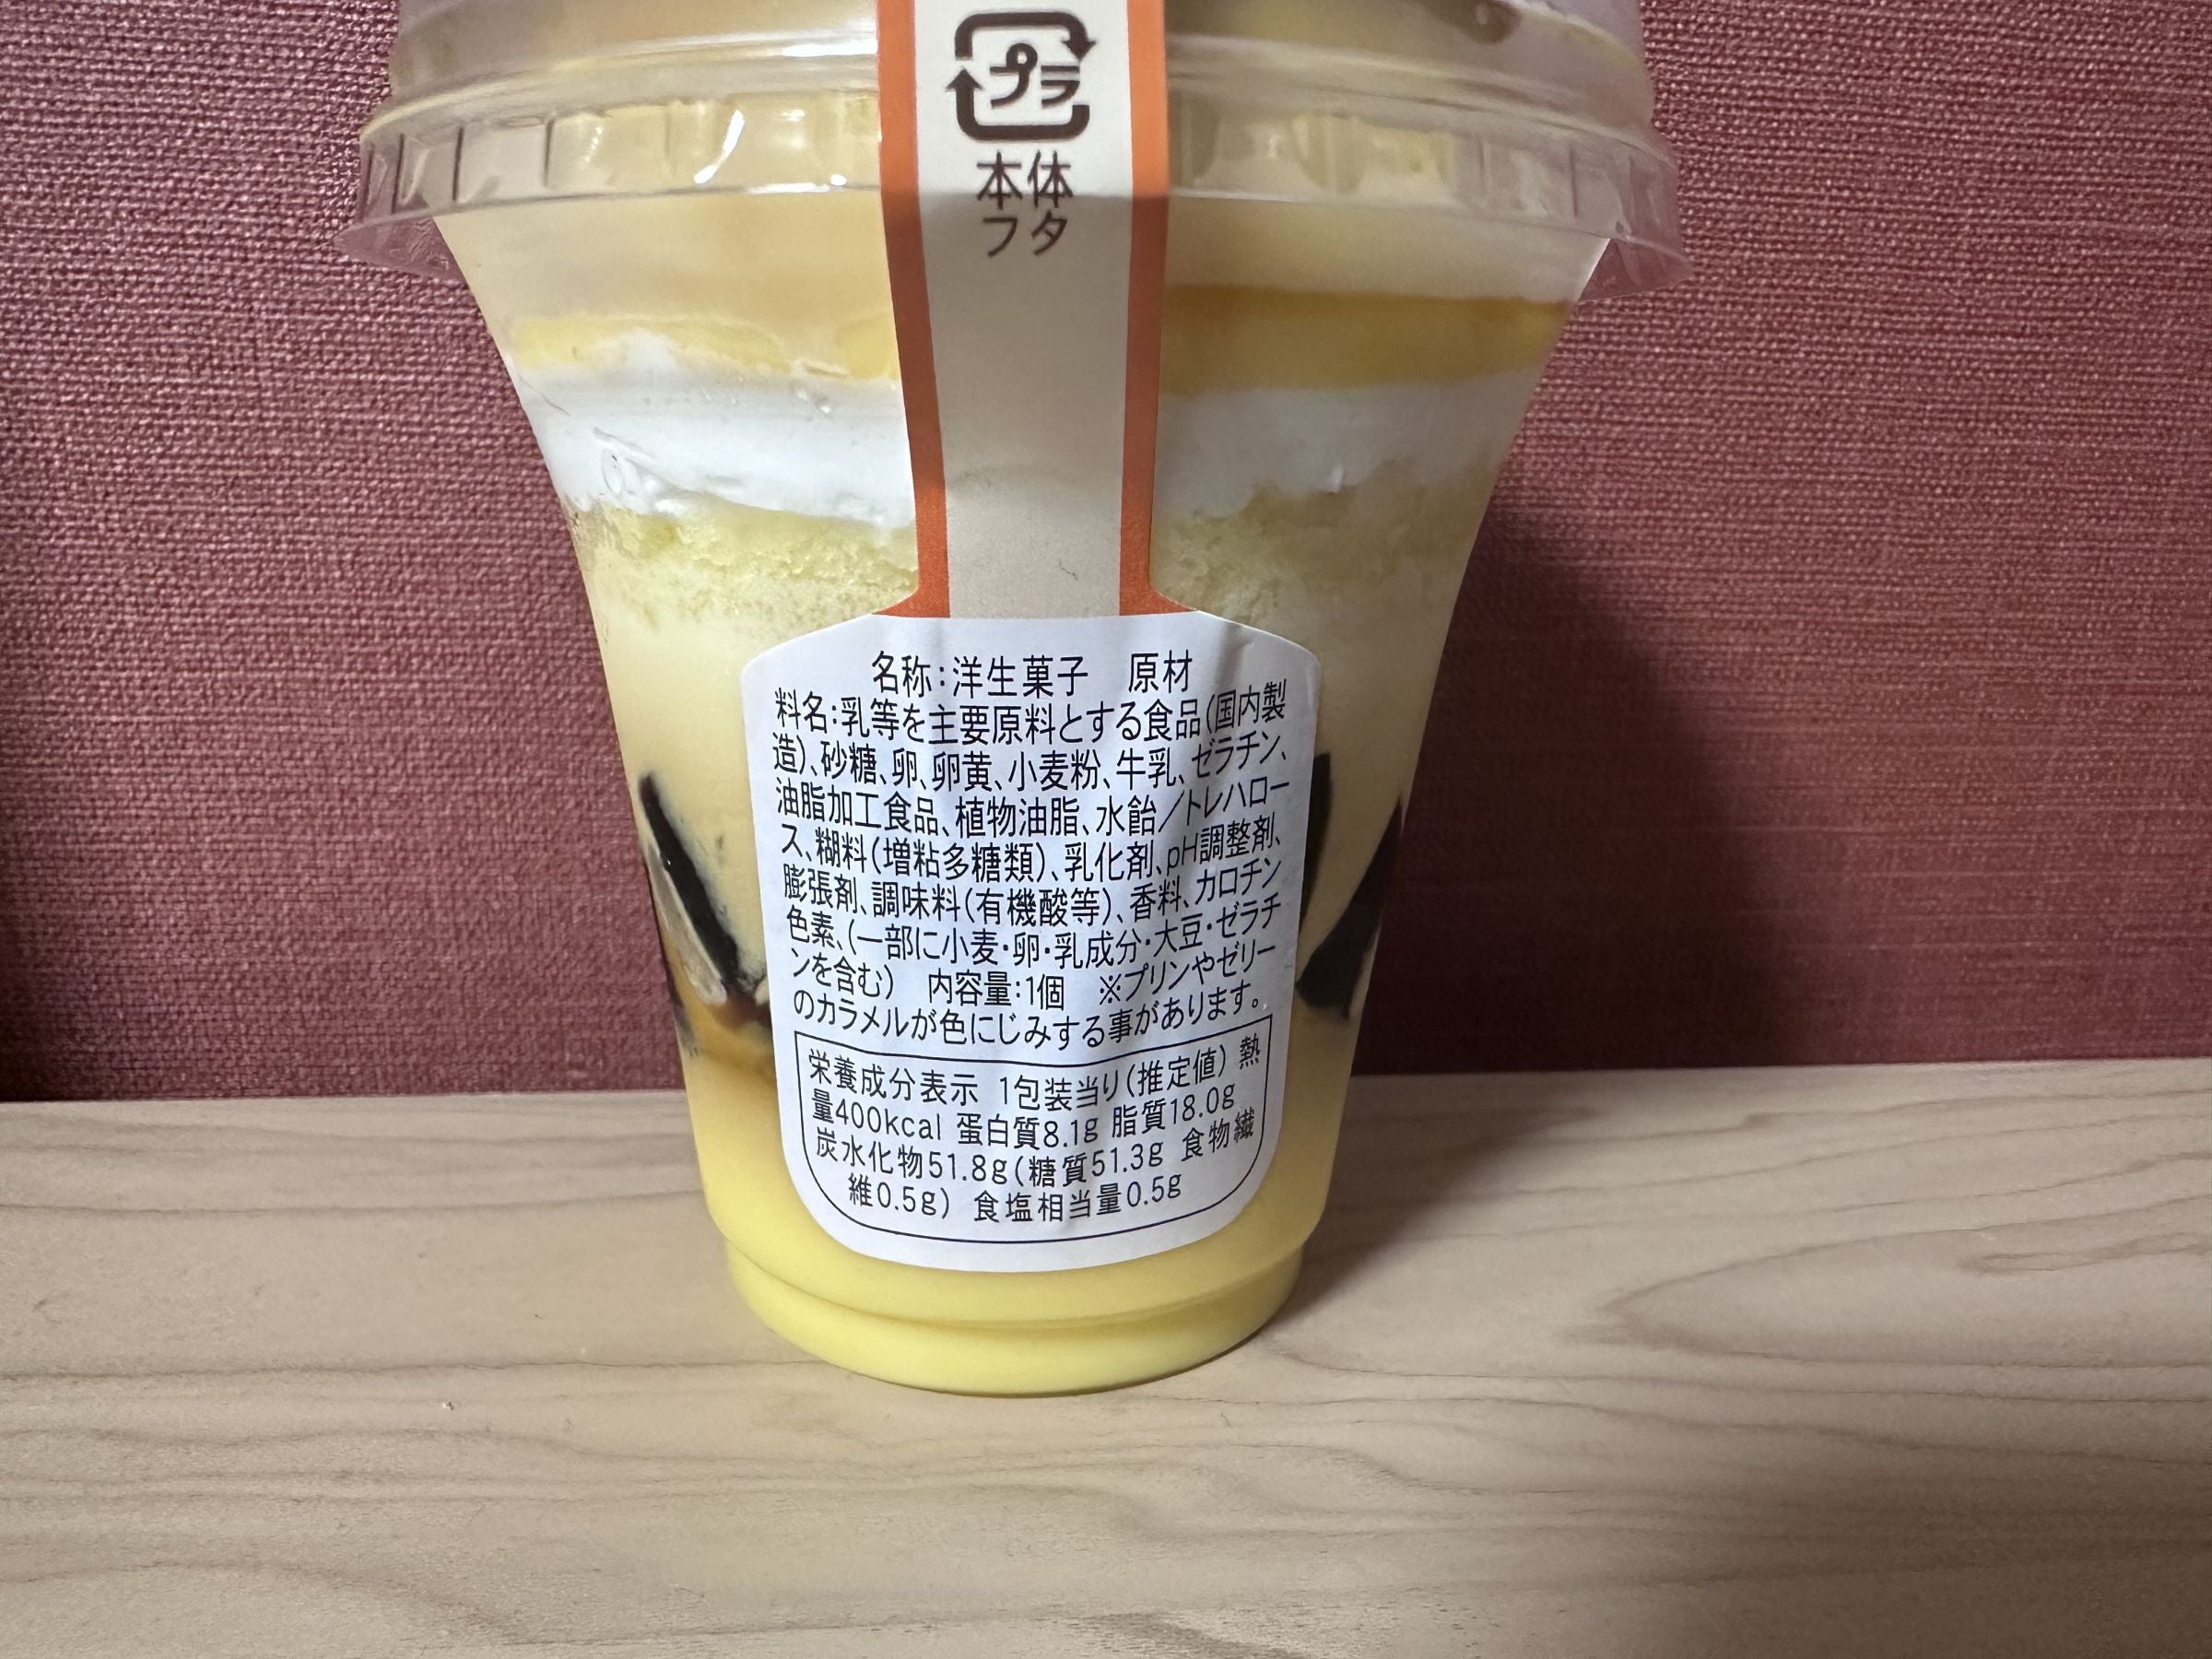 プラ
本体
フタ
名称:洋生菓子　原材
料名:乳等を主要原料とする食品(国内製
造)、砂糖、卵、卵黄、小麦粉、牛乳、ゼラチン、
油脂加工食品、植物油脂、水飴／トレハロー
ス、糊料(増粘多糖類)、乳化剤、pH調整剤、
膨張剤、調味料(有機酸等)、香料、カロチン
色素、(一部に小麦・卵・乳成分・大豆・ゼラチ
ンを含む)　内容量:1個　※プリンやゼリー
のカラメルが色にじみする事があります。
栄養成分表示 1包装当り(推定値) 熱
量400kcal 蛋白質8.1g 脂質18.0g
炭水化物51.8g(糖質51.3g 食物繊
維0.5g) 食塩相当量0.5g